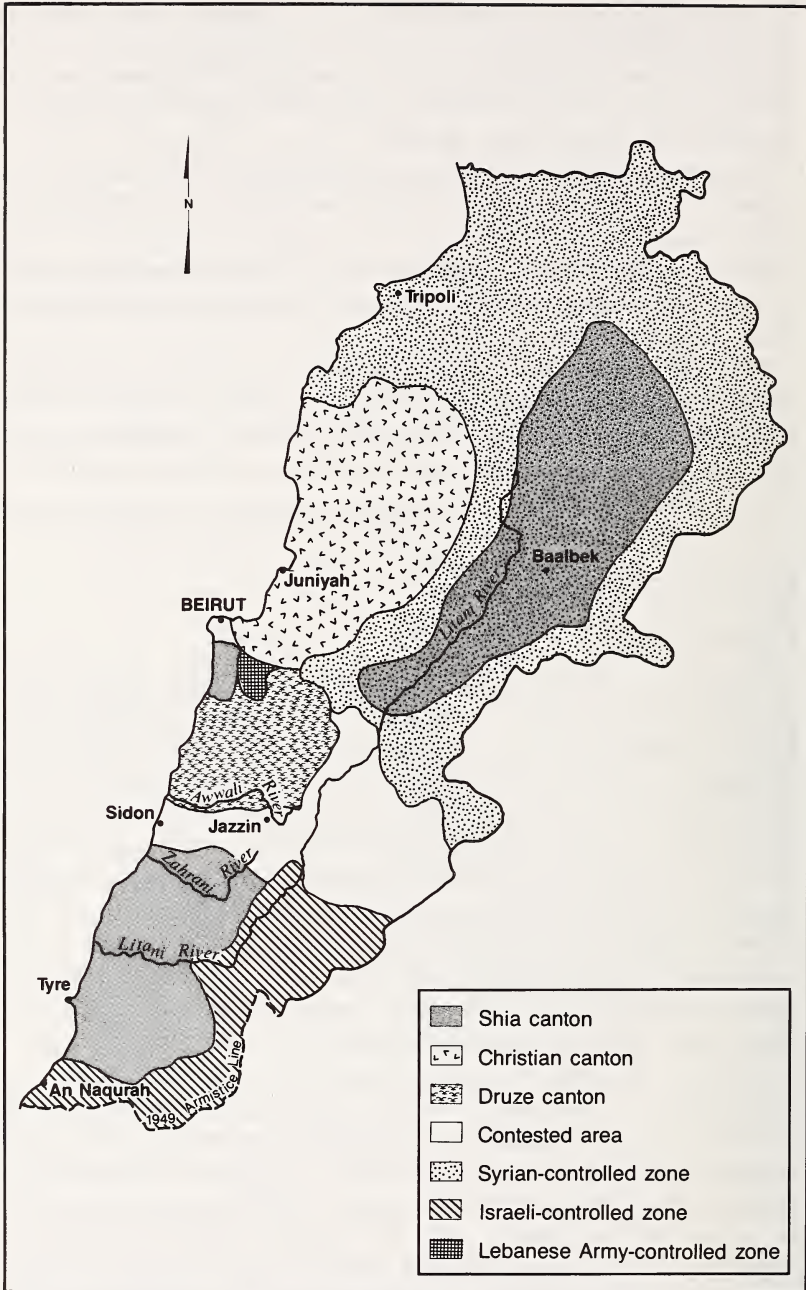 N
Tripoli
Baalbek
Litani River
Juniyah
BEIRUT
Awwali River
Sidon
Jazzin
Zahrani River
Litani River
Tyre
An Naqurah
1949 Armistice Line
Shia canton
Christian canton
Druze canton
Contested area
Syrian-controlled zone
Israeli-controlled zone
Lebanese Army-controlled zone